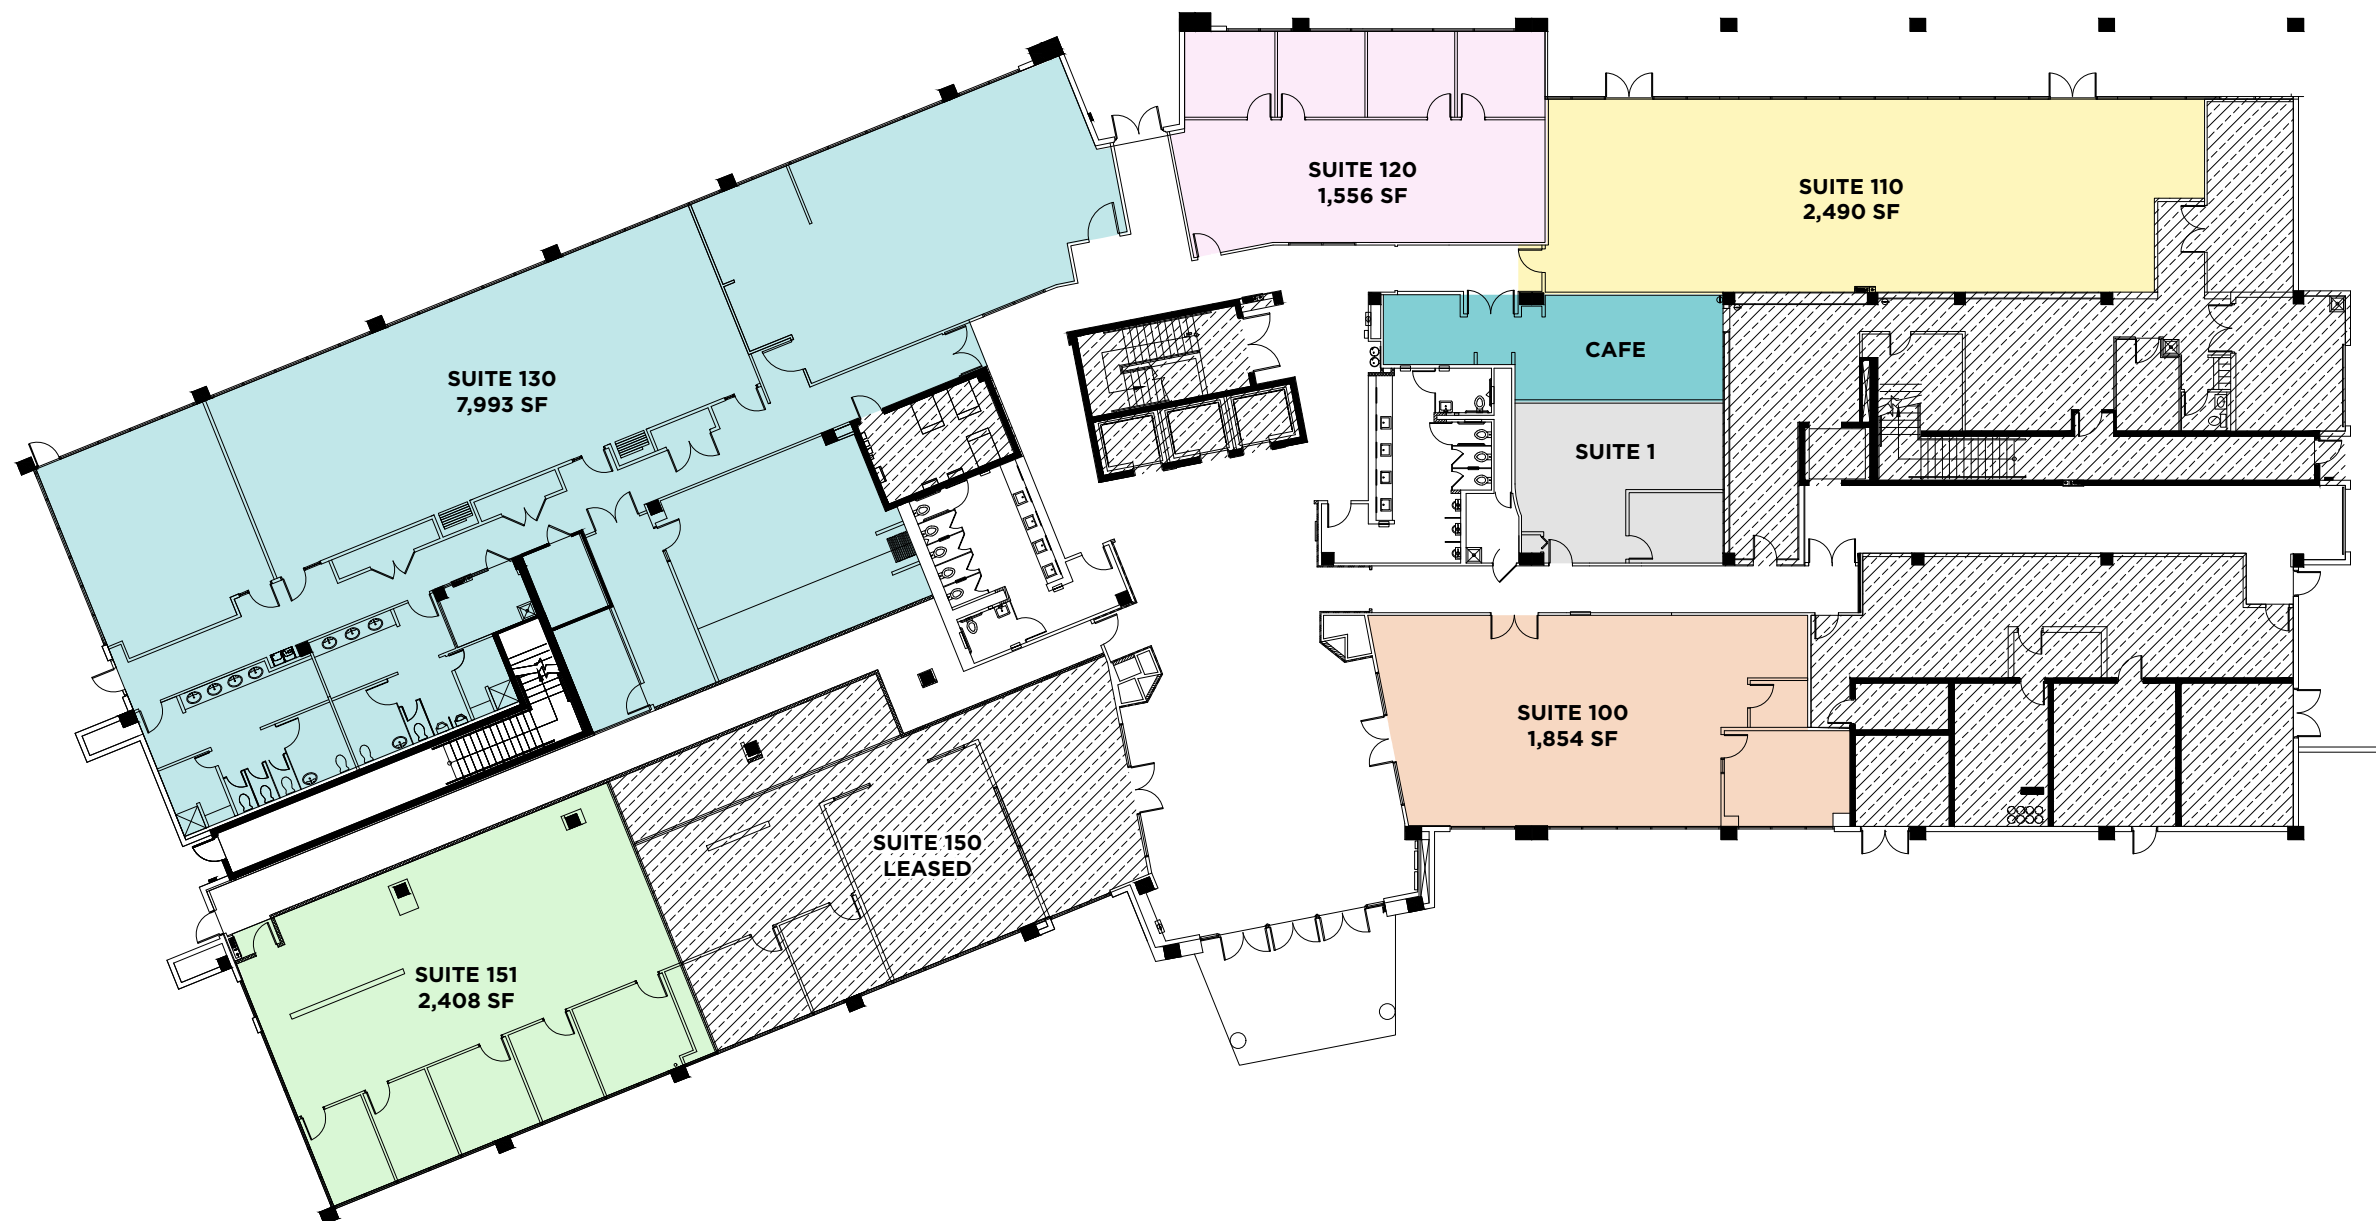 SUITE 120
1,556 SF
SUITE 110
2,490 SF
CAFE
SUITE 130
7,993 SF
SUITE 1
SUITE 100
1,854 SF
SUITE 150
LEASED
SUITE 151
2,408 SF